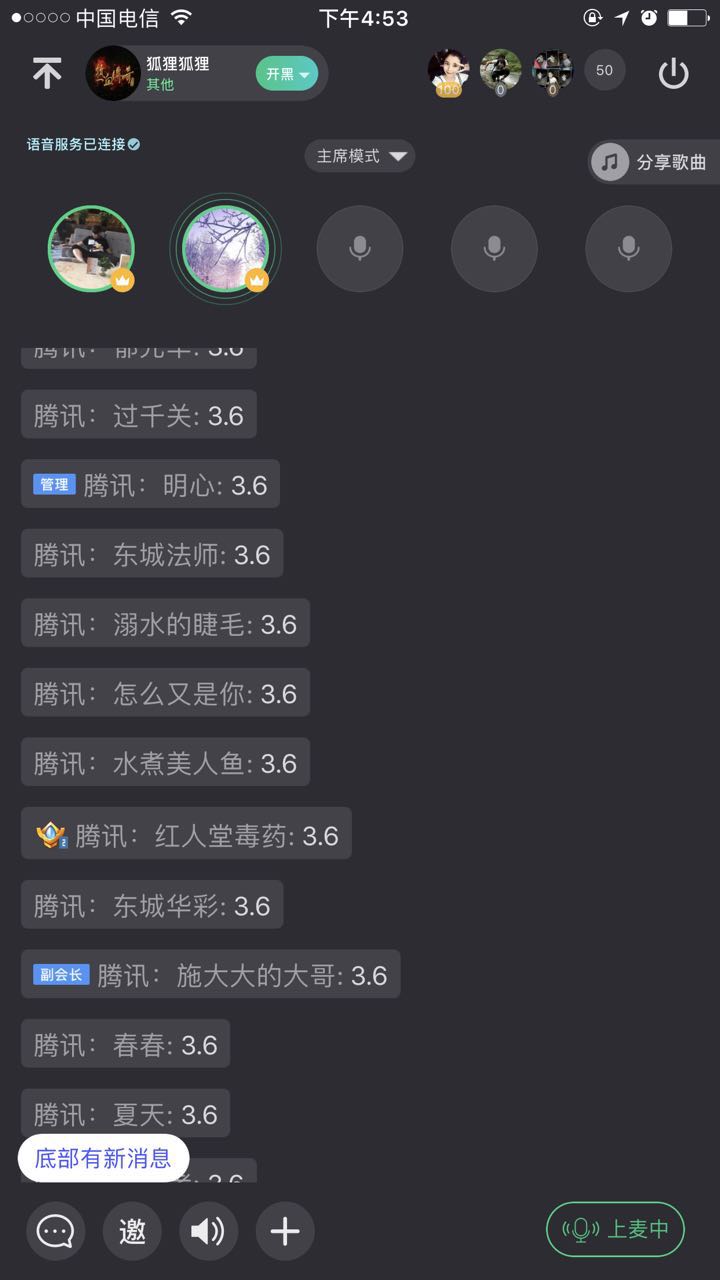 中国电信
下午4:53
狐狸狐狸
其他
开黑
100
0
0
50
语音服务已连接
主席模式
分享歌曲
腾讯: 郁光年: 3.6
腾讯: 过千关: 3.6
管理 腾讯: 明心: 3.6
腾讯: 东城法师: 3.6
腾讯: 溺水的睫毛: 3.6
腾讯: 怎么又是你: 3.6
腾讯: 水煮美人鱼: 3.6
2 腾讯: 红人堂毒药: 3.6
腾讯: 东城华彩: 3.6
副会长 腾讯: 施大大的大哥: 3.6
腾讯: 春春: 3.6
腾讯: 夏天: 3.6
底部有新消息
3.6
邀
上麦中